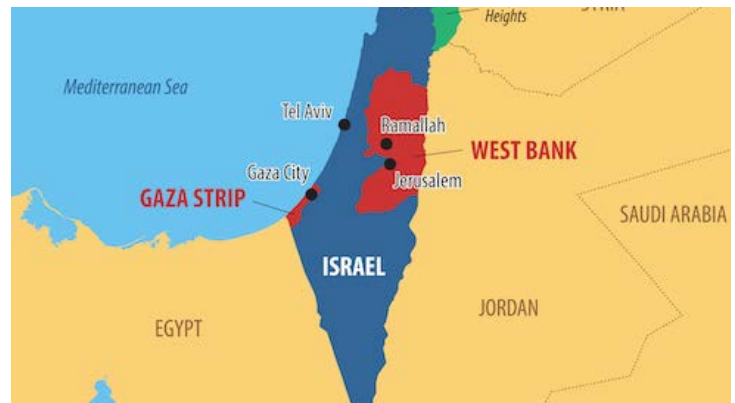 Heights
Mediterranean Sea
Tel Aviv
Ramallah
WEST BANK
Gaza City
Jerusalem
GAZA STRIP
SAUDI ARABIA
ISRAEL
JORDAN
EGYPT